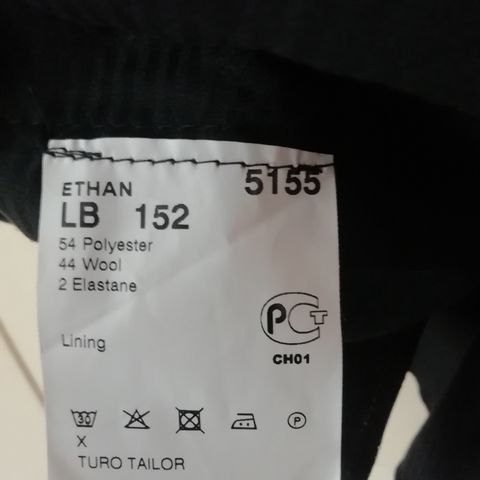 5155
ETHAN
LB 152
54 Polyester
44 Wool
2 Elastane
PCT
CH01
Lining
30
P
X
TURO TAILOR